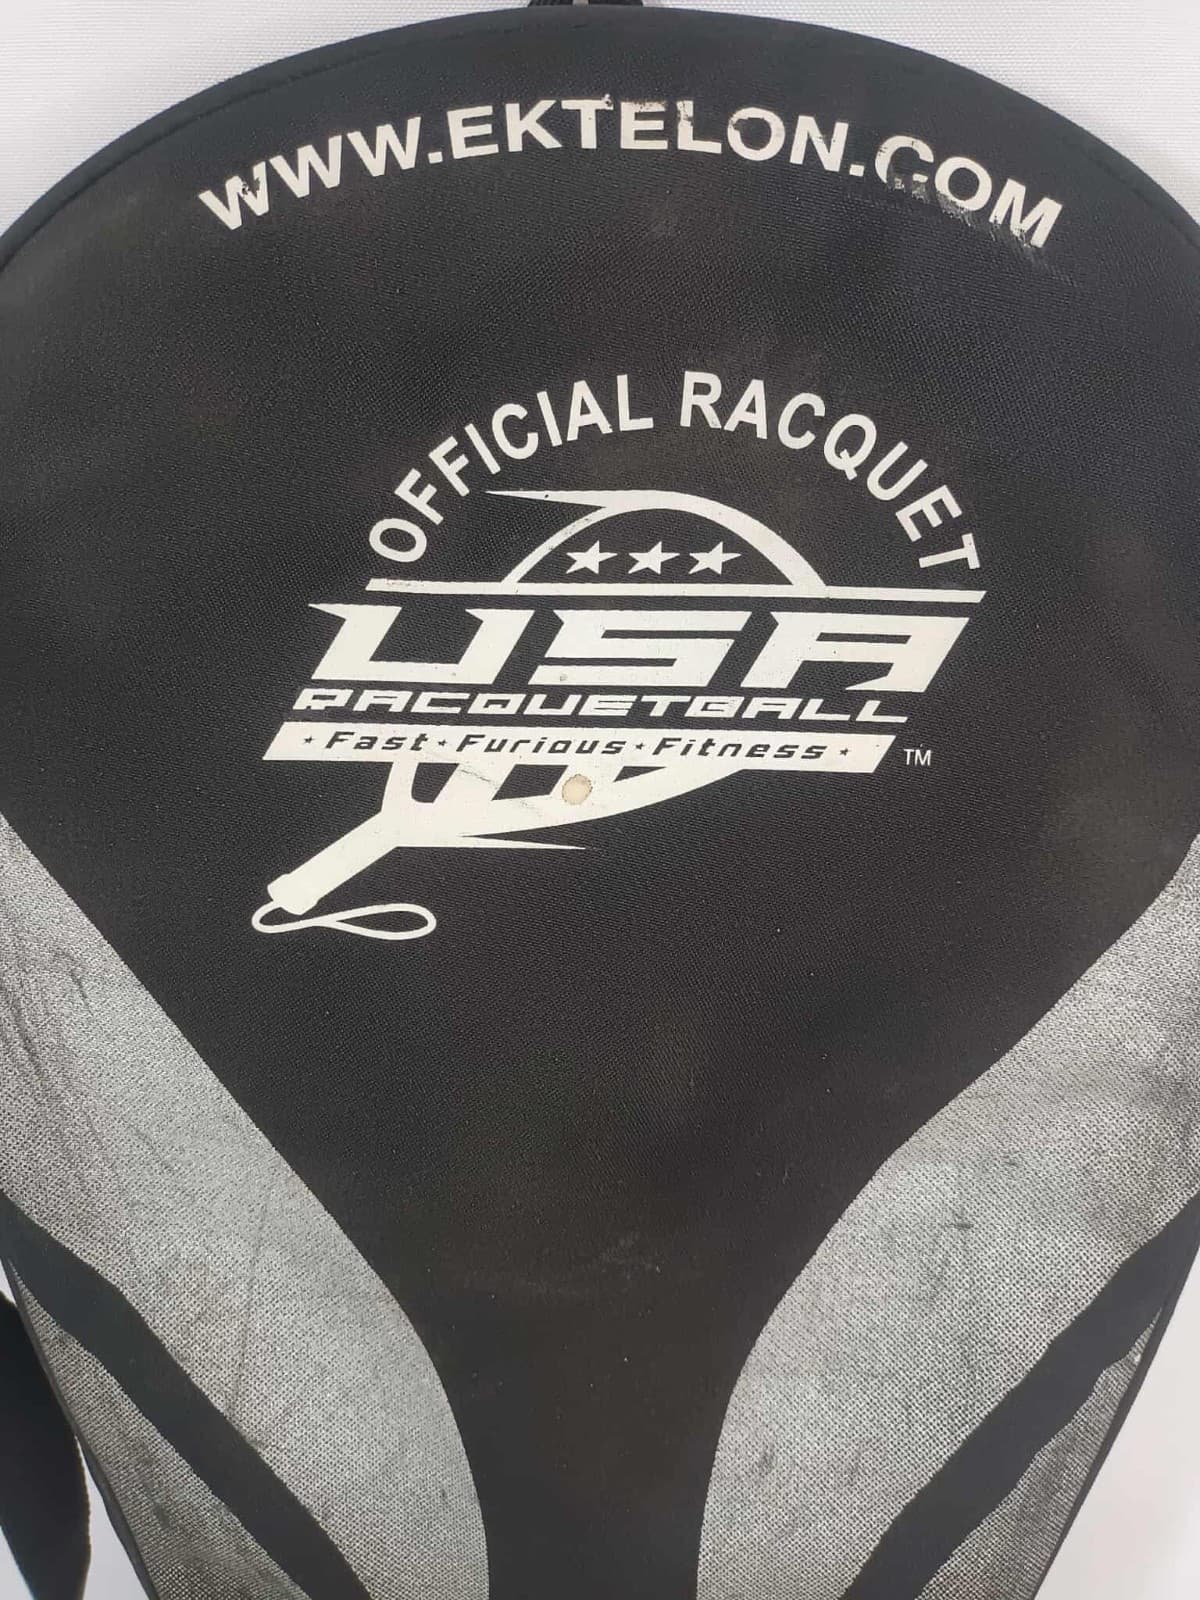 WWW.EKTELON.COM
OFFICIAL RACQUET
USA
RACQUETBALL
Fast Furious Fitness TM